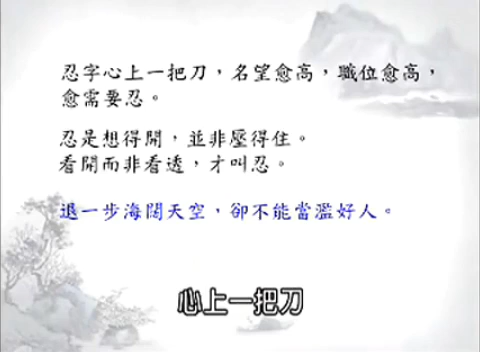 忍字心上一把刀，名望愈高，職位愈高，
愈需要忍。
忍是想得開，並非壓得住。
看開而非看透，才叫忍。
退一步海闊天空，卻不能當濫好人。
心上一把刀